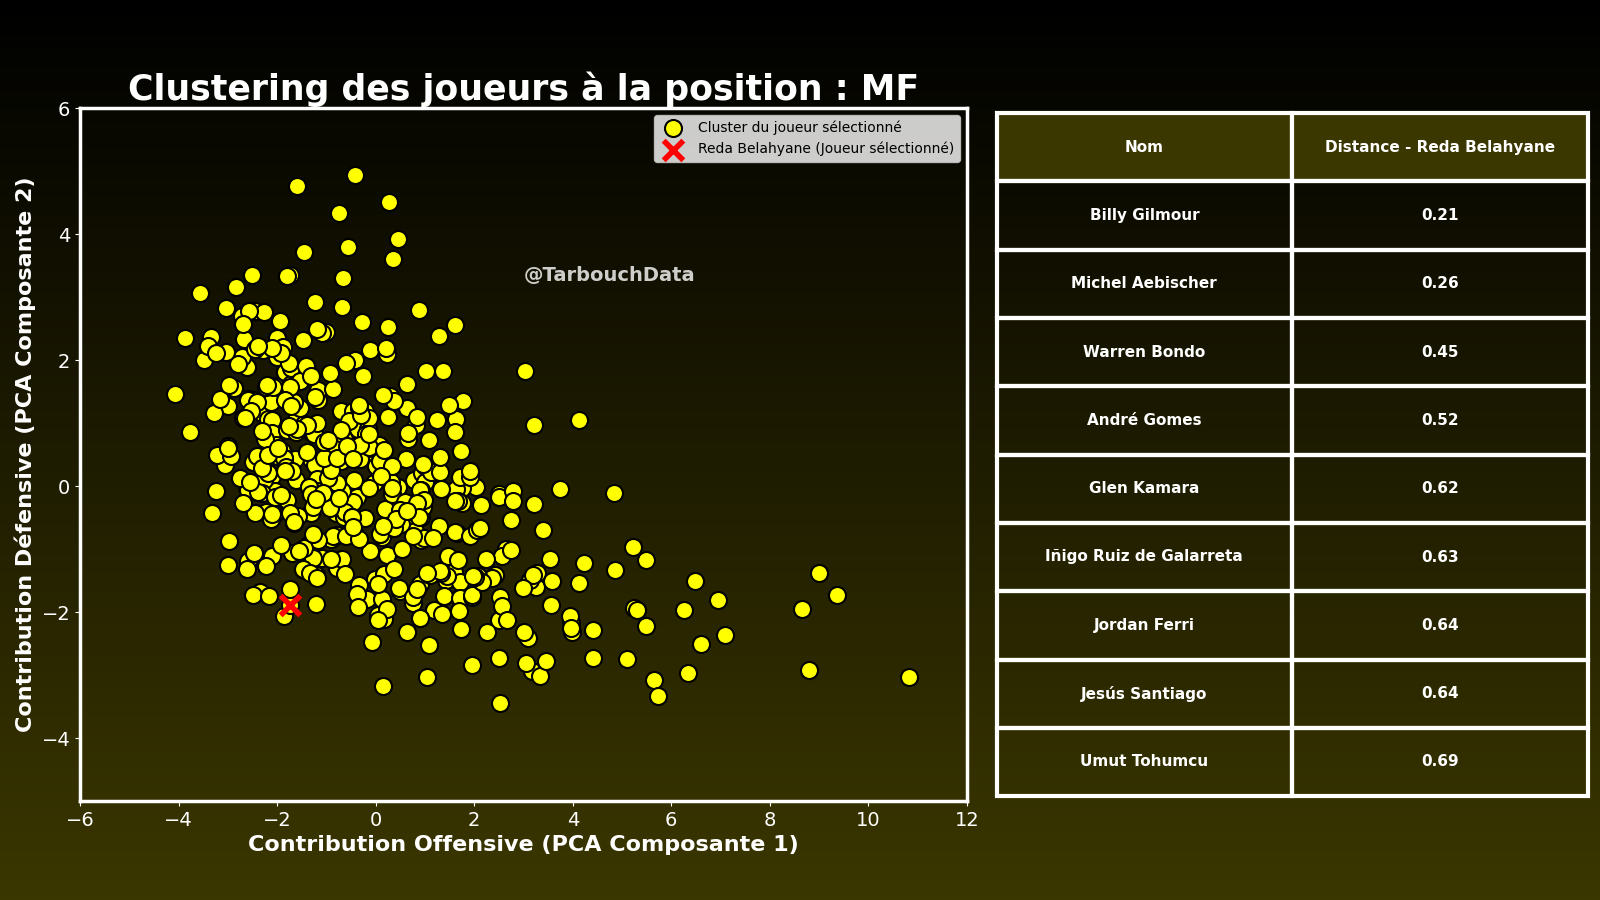 Clustering des joueurs à la position : MF
Cluster du joueur sélectionné
Reda Belahyane (Joueur sélectionné)
@TarbouchData
Contribution Défensive (PCA Composante 2)
6
4
2
0
−2
−4
−6
−4
−2
0
2
4
6
8
10
12
Contribution Offensive (PCA Composante 1)
Nom Distance - Reda Belahyane
Billy Gilmour 0.21
Michel Aebischer 0.26
Warren Bondo 0.45
André Gomes 0.52
Glen Kamara 0.62
Iñigo Ruiz de Galarreta 0.63
Jordan Ferri 0.64
Jesús Santiago 0.64
Umut Tohumcu 0.69